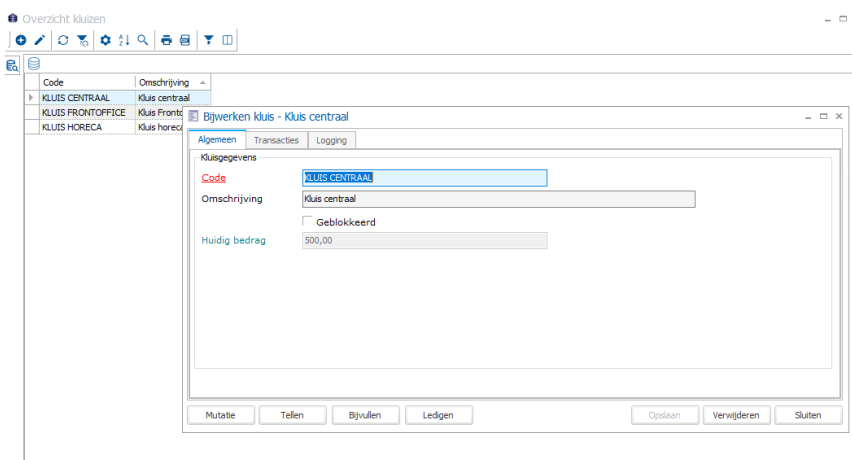 Overzicht kluizen
Code Omschrijving
KLUIS CENTRAAL Kluis centraal
KLUIS FRONTOFFICE Kluis Fronto
KLUIS HORECA Kluis horeca
Bijwerken kluis - Kluis centraal
Algemeen Transacties Logging
Kluisgegevens
Code KLUIS CENTRAAL
Omschrijving Kluis centraal
Geblokkeerd
Huidig bedrag 500,00
Mutatie Tellen Bijvullen Ledigen Opslaan Verwijderen Sluiten